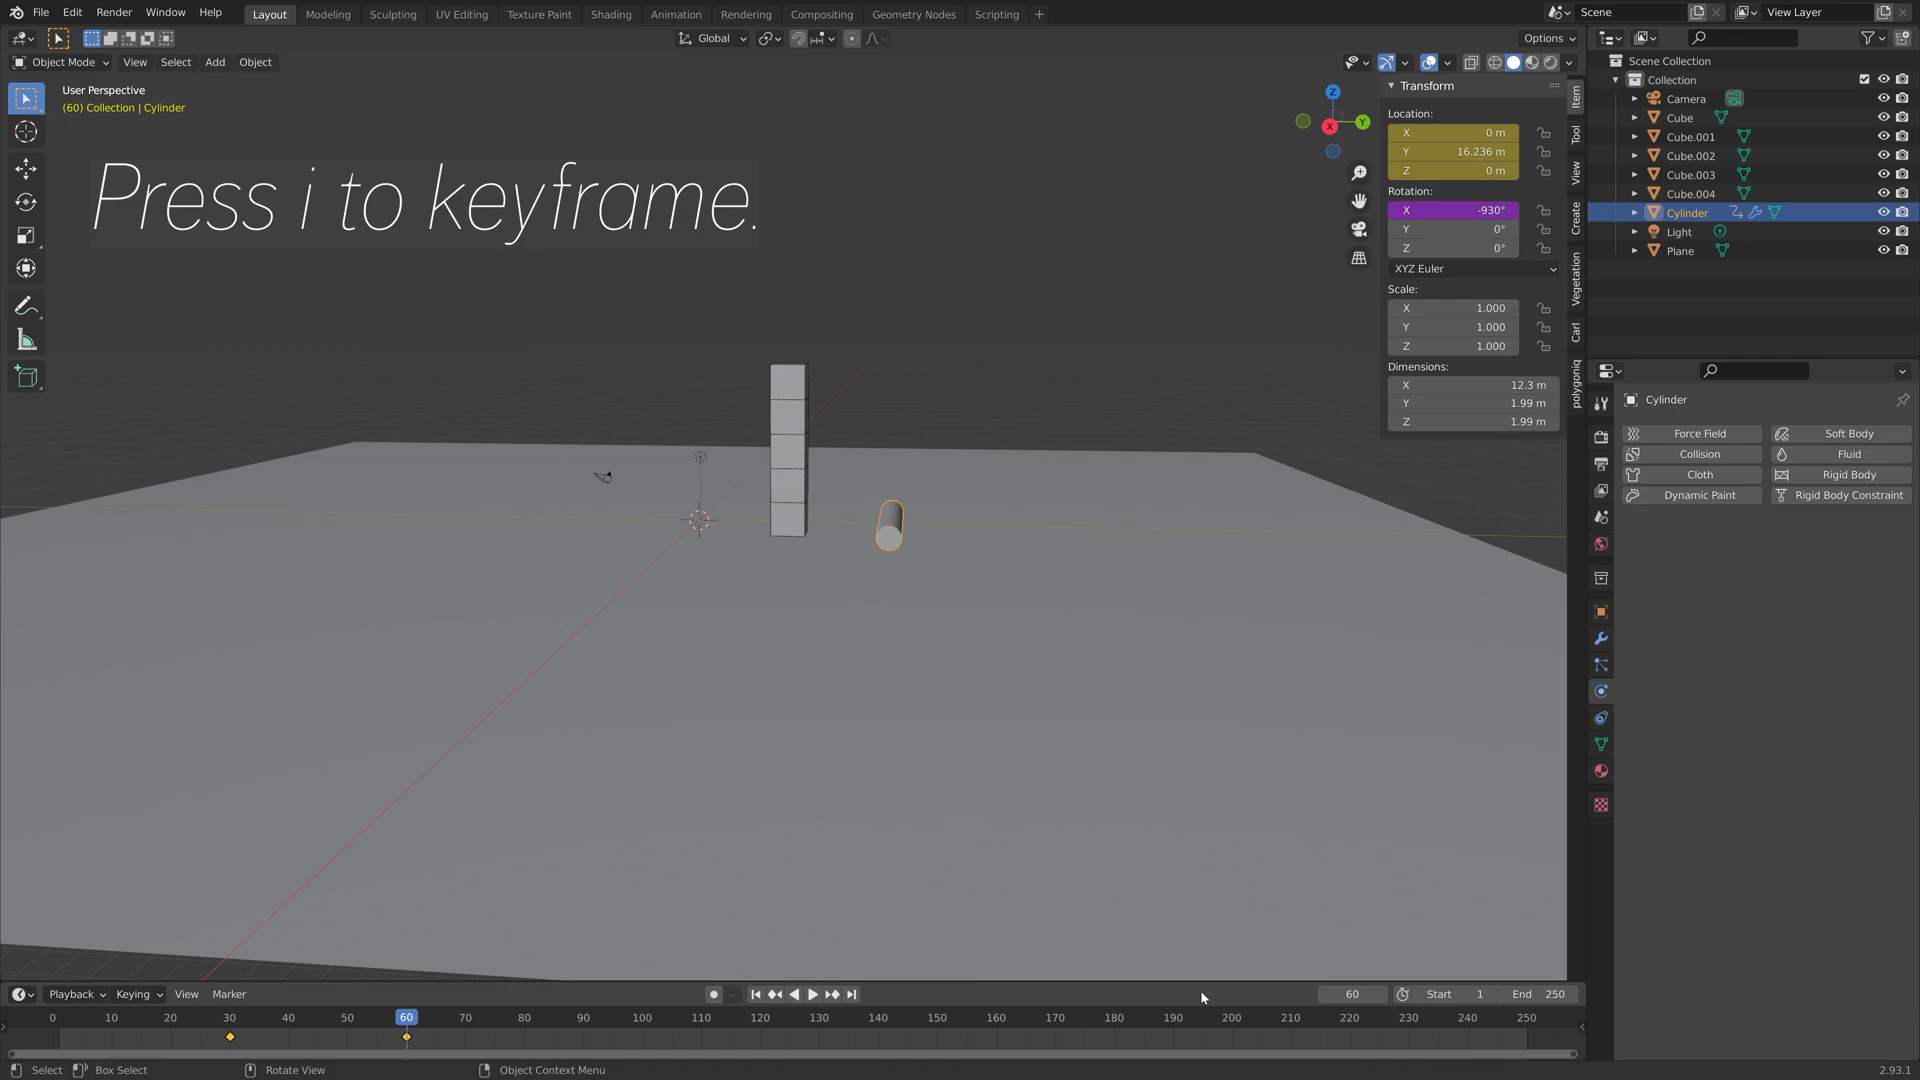 File Edit Render Window Help Layout Modeling Sculpting UV Editing Texture Paint Shading Animation Rendering Compositing Geometry Nodes Scripting + Scene View Layer
Global Options
Object Mode View Select Add Object
User Perspective
(60) Collection | Cylinder
Press i to keyframe.
Z
Y
X
Transform
Location:
X 0 m
Y 16.236 m
Z 0 m
Rotation:
X -930°
Y 0°
Z 0°
XYZ Euler
Scale:
X 1.000
Y 1.000
Z 1.000
Dimensions:
X 12.3 m
Y 1.99 m
Z 1.99 m
Item
Tool
View
Create
Vegetation
Carl
polygoniq
Scene Collection
Collection
Camera
Cube
Cube.001
Cube.002
Cube.003
Cube.004
Cylinder
Light
Plane
Cylinder
Force Field Soft Body
Collision Fluid
Cloth Rigid Body
Dynamic Paint Rigid Body Constraint
Playback Keying View Marker 60 Start 1 End 250
0 10 20 30 40 50 60 70 80 90 100 110 120 130 140 150 160 170 180 190 200 210 220 230 240 250
Select Box Select Rotate View Object Context Menu 2.93.1